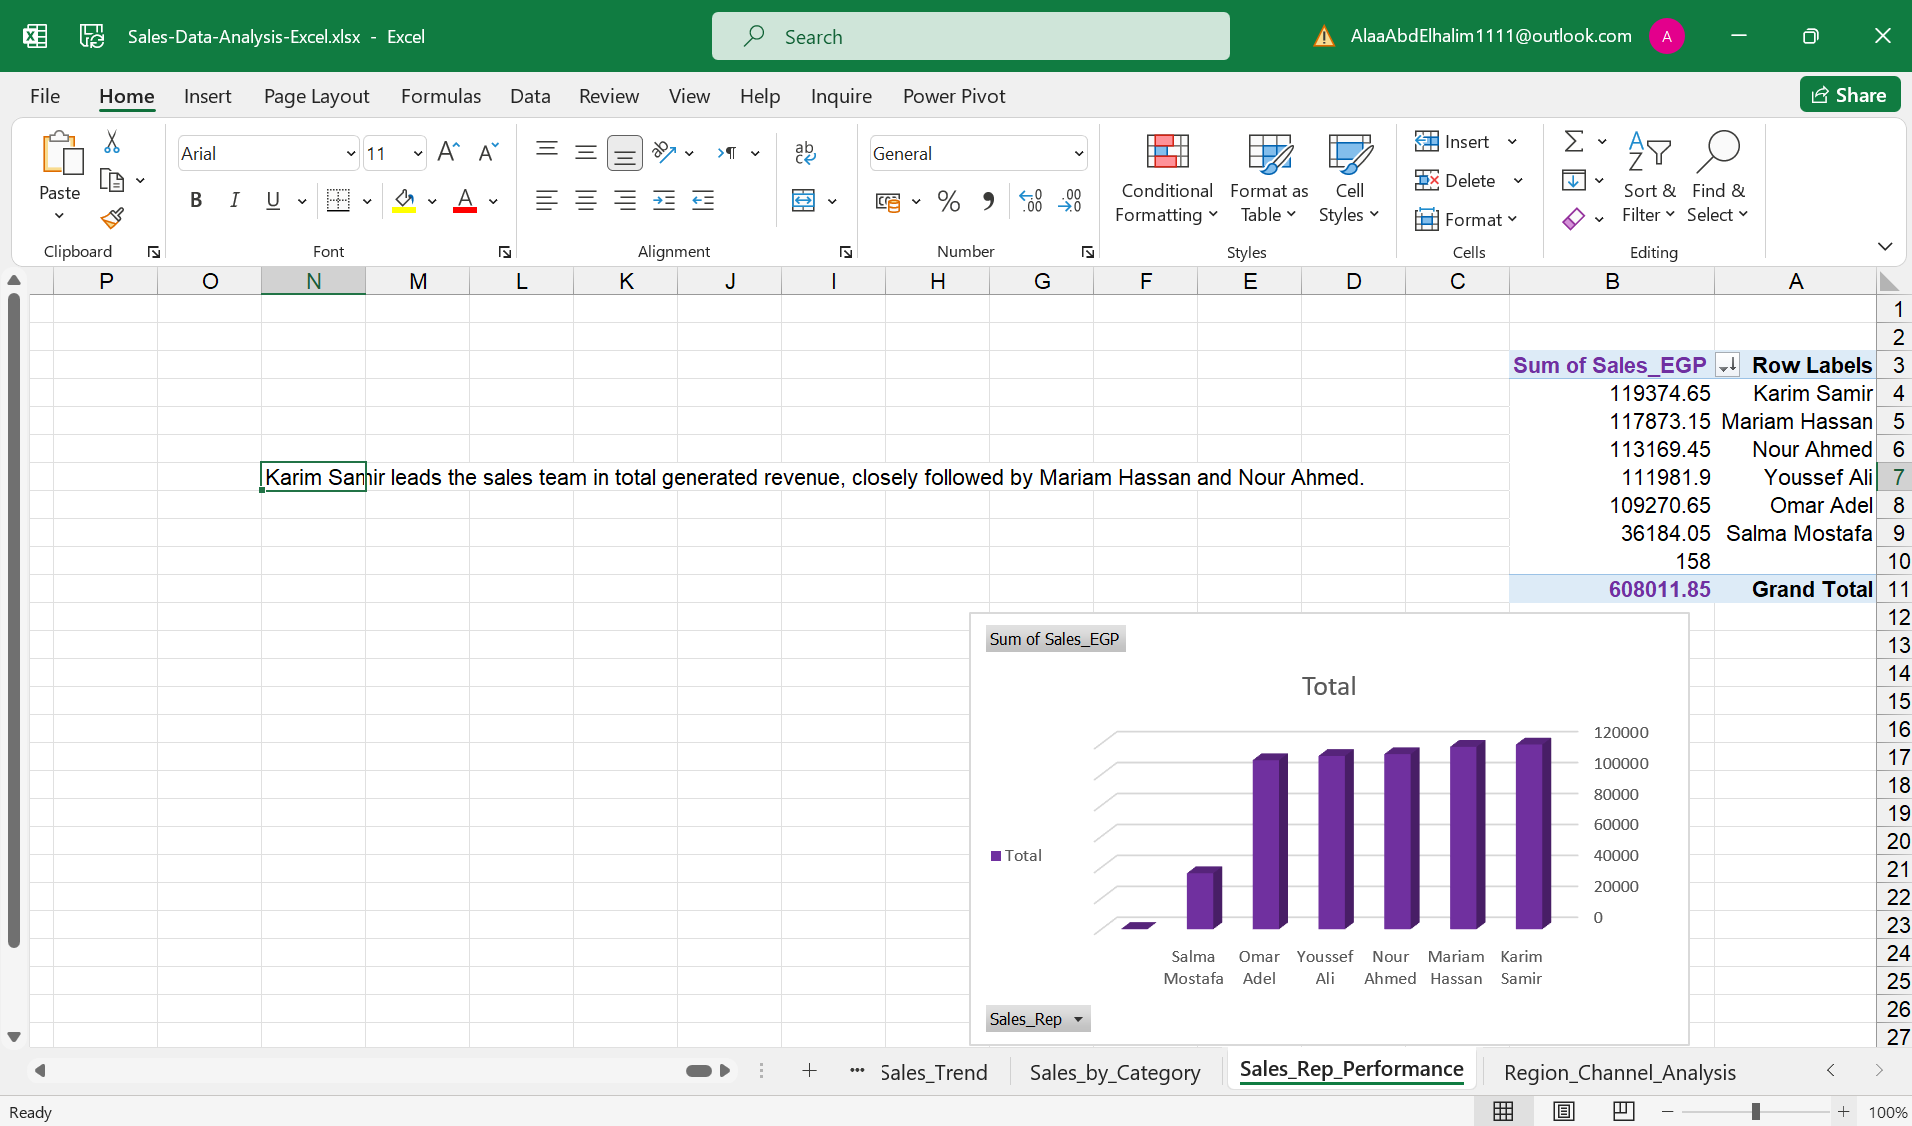 Sales-Data-Analysis-Excel.xlsx - Excel
Search
AlaaAbdElhalim1111@outlook.com
A
File Home Insert Page Layout Formulas Data Review View Help Inquire Power Pivot
Share
Paste
Clipboard
Arial 11
B I U
A
Font
ab
Alignment
General
%
Number
Conditional Formatting
Format as Table
Cell Styles
Styles
Insert
Delete
Format
Cells
Sort & Filter
Find & Select
Editing
P O N M L K J I H G F E D C B A
1
2
Sum of Sales_EGP Row Labels 3
119374.65 Karim Samir 4
117873.15 Mariam Hassan 5
113169.45 Nour Ahmed 6
Karim Samir leads the sales team in total generated revenue, closely followed by Mariam Hassan and Nour Ahmed. 111981.9 Youssef Ali 7
109270.65 Omar Adel 8
36184.05 Salma Mostafa 9
158 10
608011.85 Grand Total 11
12
13
14
15
16
17
18
19
20
21
22
23
24
25
26
27
Sum of Sales_EGP
Total
120000
100000
80000
60000
40000
20000
0
Total
Salma Mostafa
Omar Adel
Youssef Ali
Nour Ahmed
Mariam Hassan
Karim Samir
Sales_Rep
Sales_Trend Sales_by_Category Sales_Rep_Performance Region_Channel_Analysis
Ready
100%